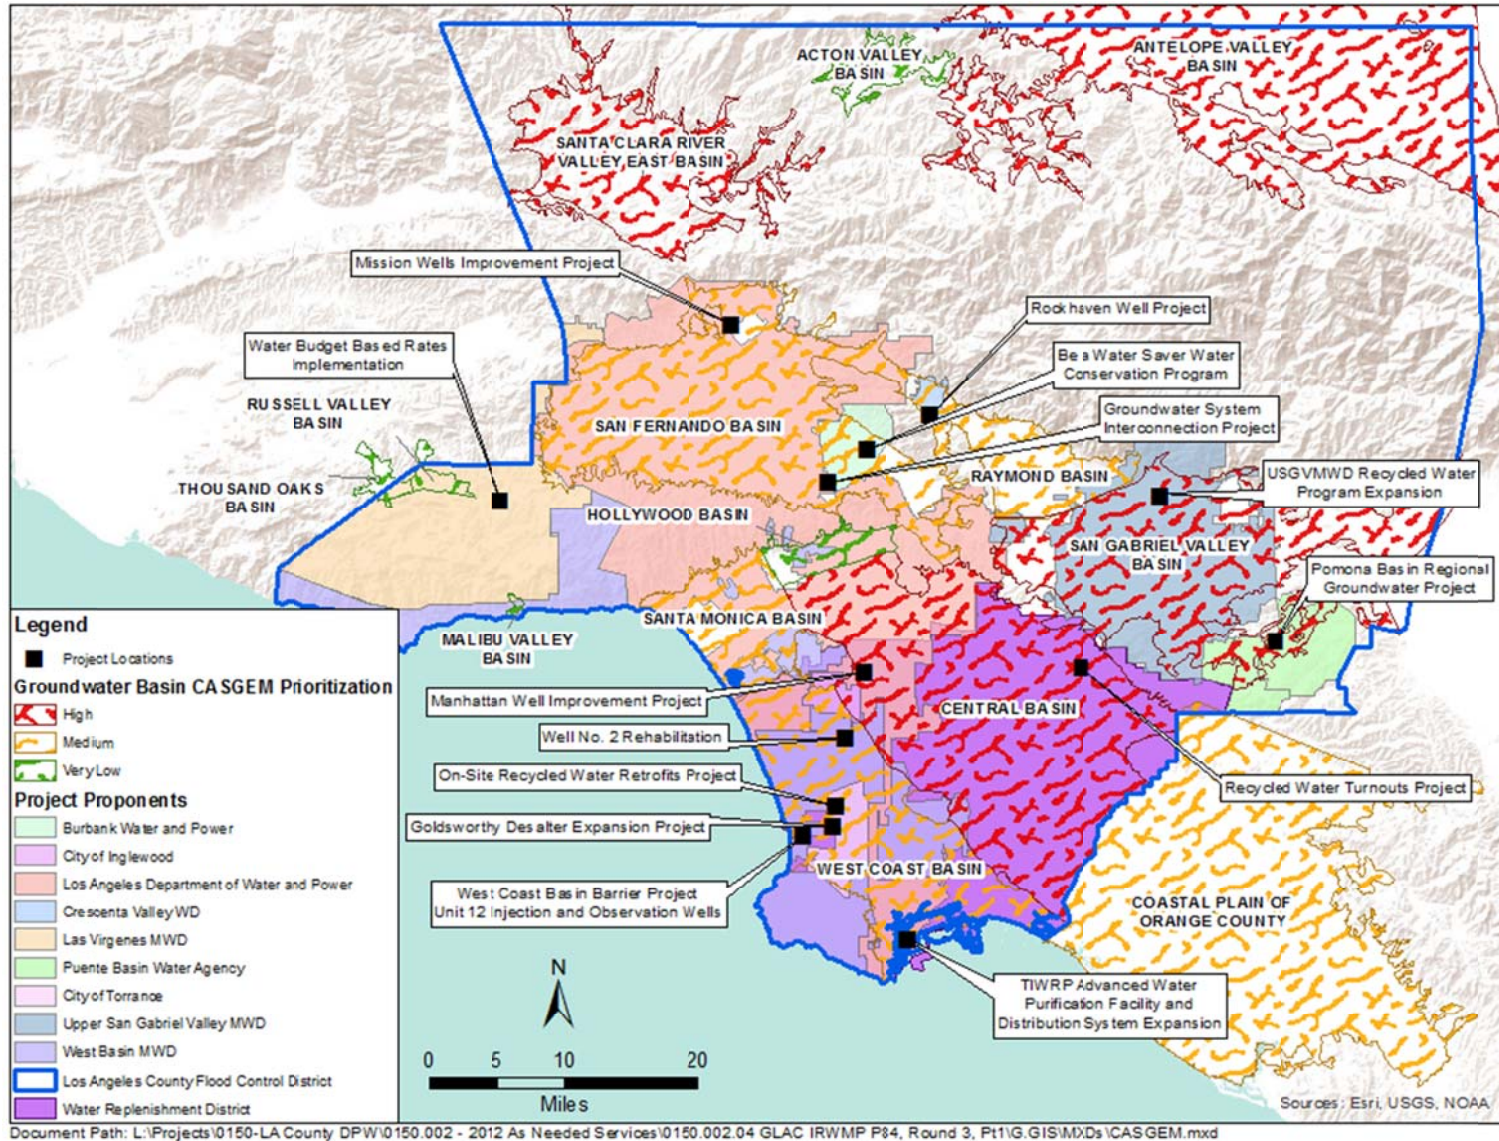 ACTON VALLEY
BASIN
ANTELOPE VALLEY
BASIN
SANTA CLARA RIVER
VALLEY EAST BASIN
Mission Wells Improvement Project
Rockhaven Well Project
Water Budget Based Rates
Implementation
Be a Water Saver Water
Conservation Program
RUSSELL VALLEY
BASIN
Groundwater System
Interconnection Project
SAN FERNANDO BASIN
RAYMOND BASIN
USGVMWD Recycled Water
Program Expansion
THOUSAND OAKS
BASIN
HOLLYWOOD BASIN
SAN GABRIEL VALLEY
BASIN
Pomona Basin Regional
Groundwater Project
SANTA MONICA BASIN
MALIBU VALLEY
BASIN
Manhattan Well Improvement Project
CENTRAL BASIN
Well No. 2 Rehabilitation
On-Site Recycled Water Retrofits Project
Recycled Water Turnouts Project
Goldsworthy Desalter Expansion Project
WEST COAST BASIN
West Coast Basin Barrier Project
Unit 12 Injection and Observation Wells
COASTAL PLAIN OF
ORANGE COUNTY
TIWRP Advanced Water
Purification Facility and
Distribution System Expansion
Legend
Project Locations
Groundwater Basin CASGEM Prioritization
High
Medium
Very Low
Project Proponents
Burbank Water and Power
City of Inglewood
Los Angeles Department of Water and Power
Crescenta Valley WD
Las Virgenes MWD
Puente Basin Water Agency
City of Torrance
Upper San Gabriel Valley MWD
West Basin MWD
Los Angeles County Flood Control District
Water Replenishment District
N
0 5 10 20
Miles
Sources: Esri, USGS, NOAA
Document Path: L:\Projects\0150-LA County DPW\0150.002 - 2012 As Needed Services\0150.002.04 GLAC IRWMP P84, Round 3, Pt1\G.GIS\MXDs\CASGEM.mxd